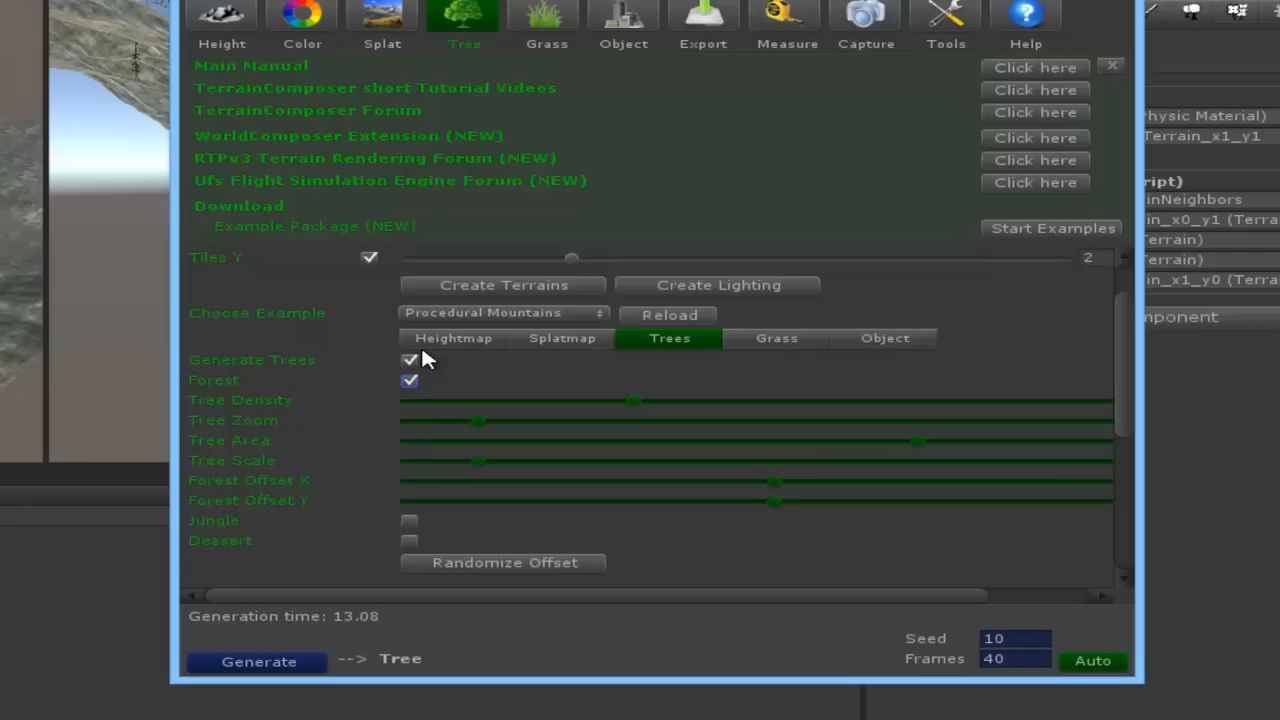 Height Color Splat Tree Grass Object Export Measure Capture Tools Help
Main Manual Click here X
TerrainComposer short Tutorial Videos Click here
TerrainComposer Forum Click here
WorldComposer Extension (NEW) Click here
RTPv3 Terrain Rendering Forum (NEW) Click here
Ufs Flight Simulation Engine Forum (NEW) Click here
Download
Example Package (NEW) Start Examples
Tiles Y 2
Create Terrains Create Lighting
Choose Example Procedural Mountains Reload
Heightmap Splatmap Trees Grass Object
Generate Trees
Forest
Tree Density
Tree Zoom
Tree Area
Tree Scale
Forest Offset X
Forest Offset Y
Jungle
Dessert
Randomize Offset
Generation time: 13.08
Seed 10
Generate --> Tree Frames 40 Auto
hysic Material)
Terrain_x1_y1
ript)
inNeighbors
in_x0_y1 (Terra
errain)
errain)
in_x1_y0 (Terra
mponent